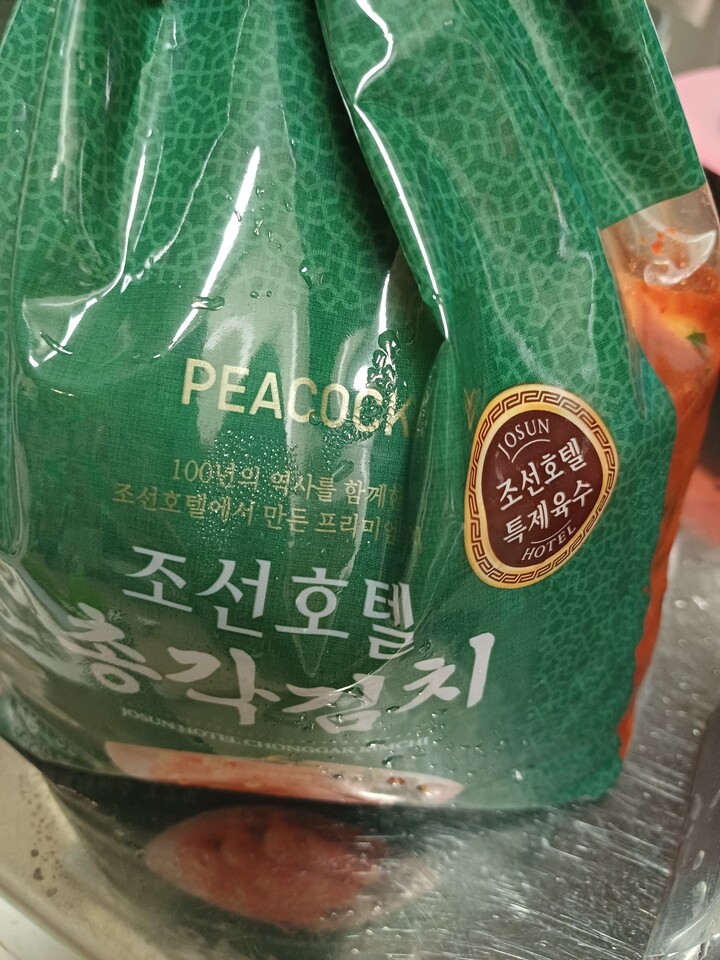 PEACOCK
100년의 역사를 함께한
조선호텔에서 만든 프리미엄
조선호텔
총각김치
JOSUN HOTEL CHONGGAK KIMCHI
JOSUN
조선호텔
특제육수
HOTEL